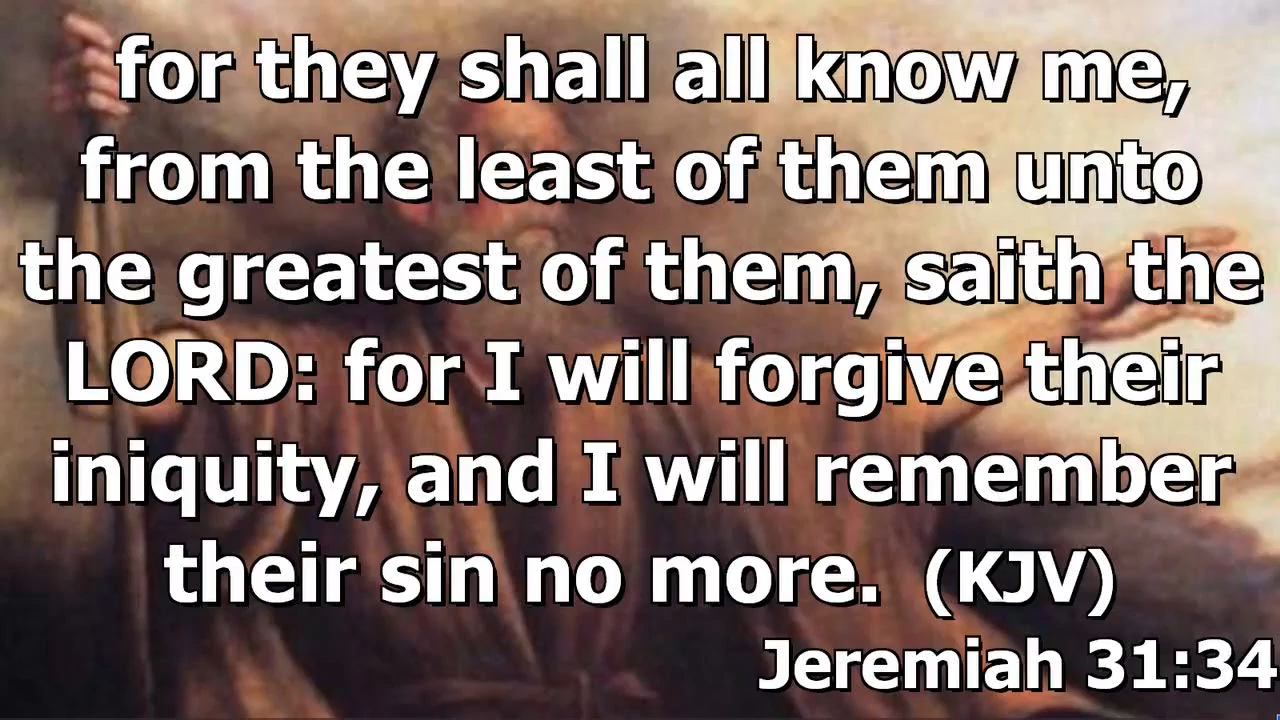 for they shall all know me,
from the least of them unto
the greatest of them, saith the
LORD: for I will forgive their
iniquity, and I will remember
their sin no more. (KJV)
Jeremiah 31:34